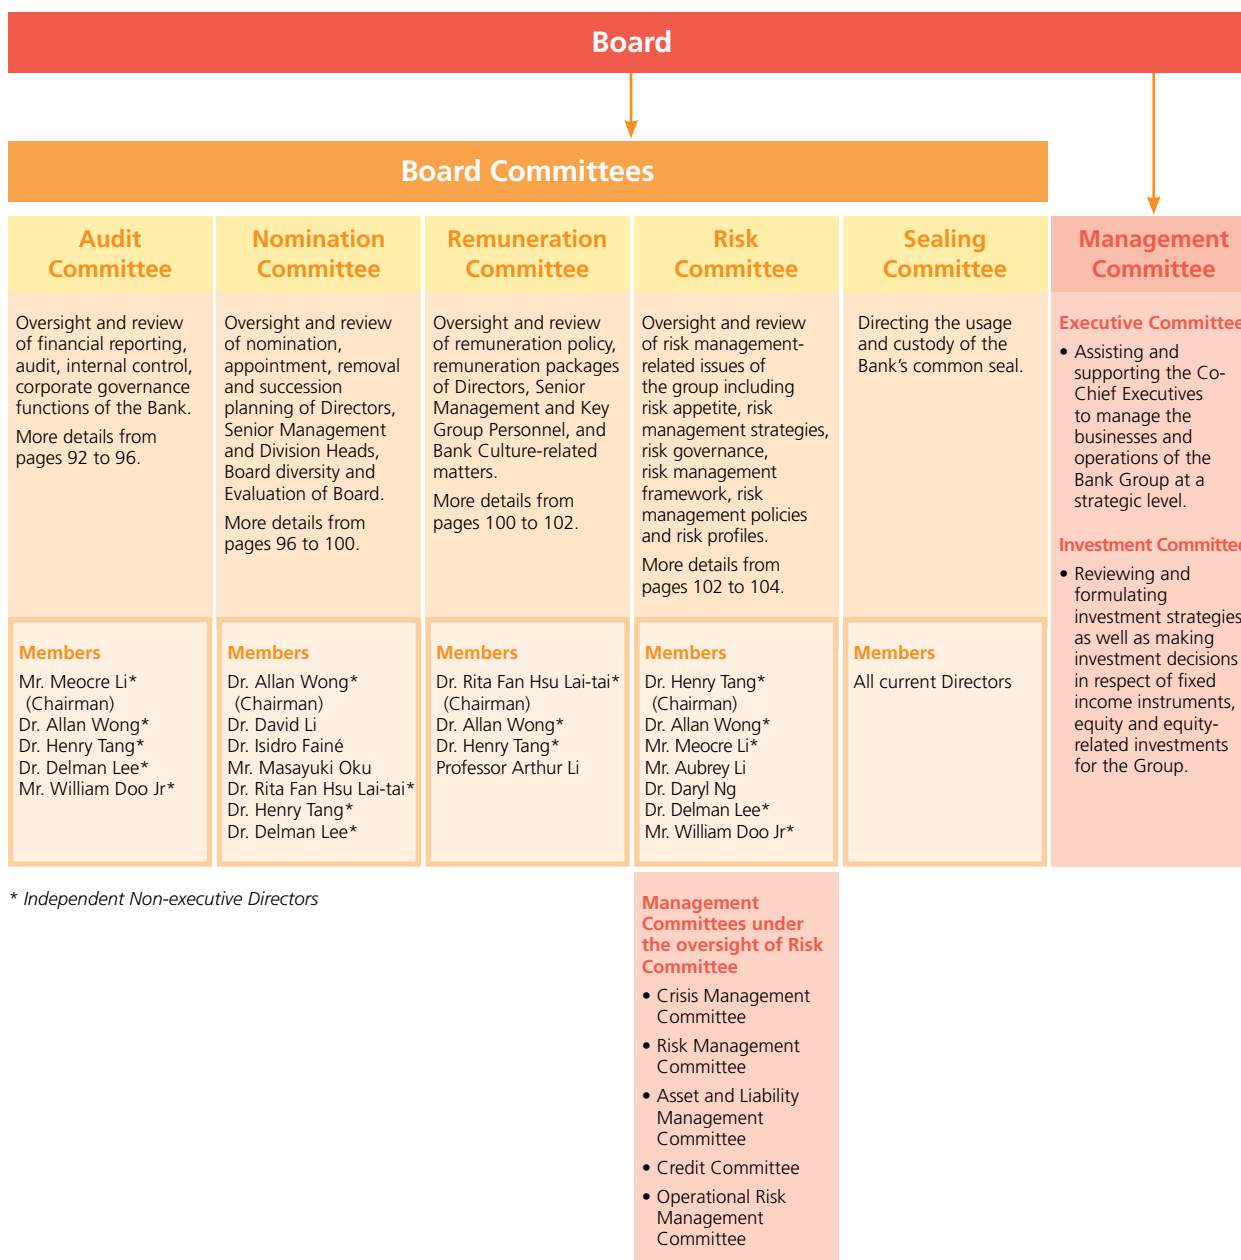 Board
Board Committees
Audit
Committee
Oversight and review
of financial reporting,
audit, internal control,
corporate governance
functions of the Bank.
More details from
pages 92 to 96.
Members
Mr. Meocre Li*
(Chairman)
Dr. Allan Wong*
Dr. Henry Tang*
Dr. Delman Lee*
Mr. William Doo Jr*
Nomination
Committee
Oversight and review
of nomination,
appointment, removal
and succession
planning of Directors,
Senior Management
and Division Heads,
Board diversity and
Evaluation of Board.
More details from
pages 96 to 100.
Members
Dr. Allan Wong*
(Chairman)
Dr. David Li
Dr. Isidro Fainé
Mr. Masayuki Oku
Dr. Rita Fan Hsu Lai-tai*
Dr. Henry Tang*
Dr. Delman Lee*
Remuneration
Committee
Oversight and review
of remuneration policy,
remuneration packages
of Directors, Senior
Management and Key
Group Personnel, and
Bank Culture-related
matters.
More details from
pages 100 to 102.
Members
Dr. Rita Fan Hsu Lai-tai*
(Chairman)
Dr. Allan Wong*
Dr. Henry Tang*
Professor Arthur Li
Risk
Committee
Oversight and review
of risk management-
related issues of
the group including
risk appetite, risk
management strategies,
risk governance,
risk management
framework, risk
management policies
and risk profiles.
More details from
pages 102 to 104.
Members
Dr. Henry Tang*
(Chairman)
Dr. Allan Wong*
Mr. Meocre Li*
Mr. Aubrey Li
Dr. Daryl Ng
Dr. Delman Lee*
Mr. William Doo Jr*
Management
Committees under
the oversight of Risk
Committee
• Crisis Management
Committee
• Risk Management
Committee
• Asset and Liability
Management
Committee
• Credit Committee
• Operational Risk
Management
Committee
Sealing
Committee
Directing the usage
and custody of the
Bank's common seal.
Members
All current Directors
Management
Committee
Executive Committee
• Assisting and
supporting the Co-
Chief Executives
to manage the
businesses and
operations of the
Bank Group at a
strategic level.
Investment Committee
• Reviewing and
formulating
investment strategies
as well as making
investment decisions
in respect of fixed
income instruments,
equity and equity-
related investments
for the Group.
* Independent Non-executive Directors